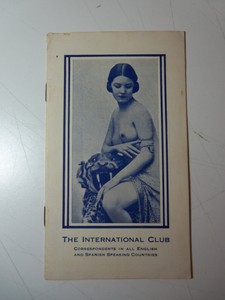 The International Club
Correspondents in all English
and Spanish Speaking Countries